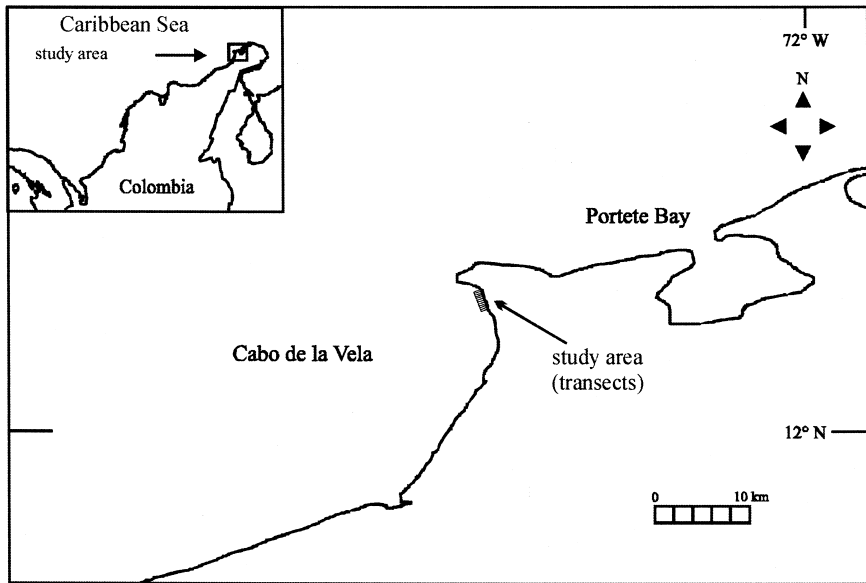 Caribbean Sea
study area
Colombia
72° W
N
Portete Bay
Cabo de la Vela
study area
(transects)
12° N
0 10 km